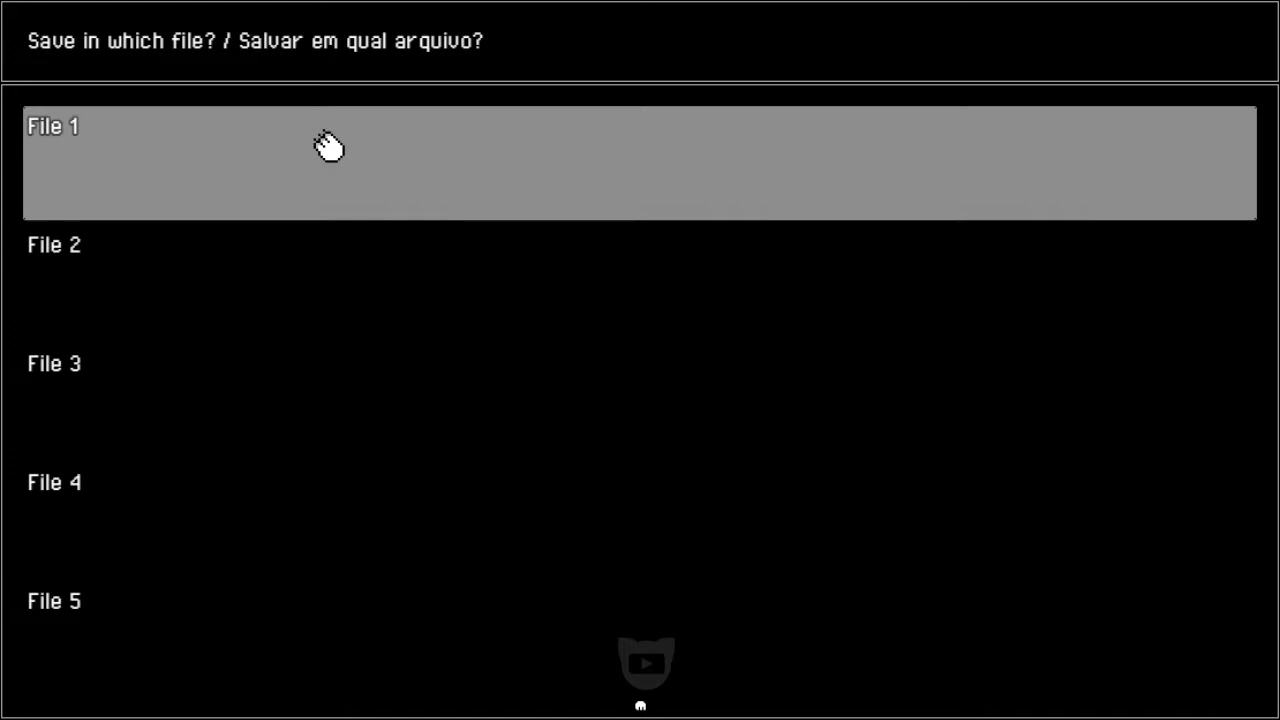 Save in which file? / Salvar em qual arquivo?
File 1
File 2
File 3
File 4
File 5